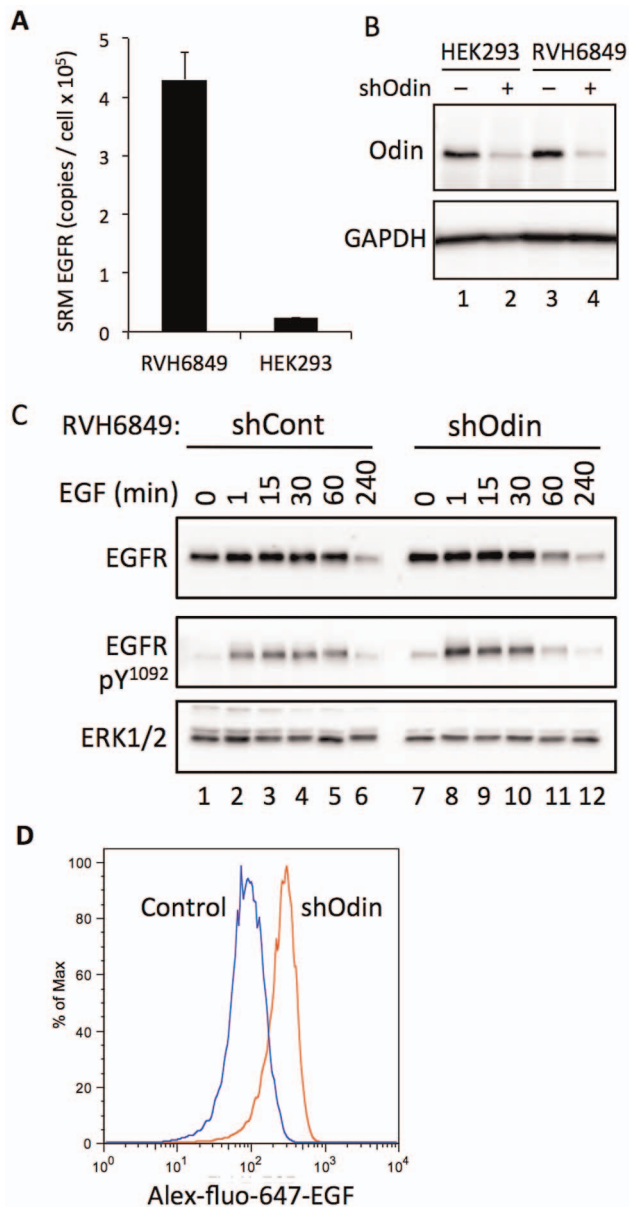 A
SRM EGFR (copies / cell x 10⁵)
5
4
3
2
1
0
RVH6849 HEK293
B
HEK293 RVH6849
shOdin – + – +
Odin
GAPDH
1 2 3 4
C
RVH6849: shCont shOdin
EGF (min) 0 1 15 30 60 240 0 1 15 30 60 240
EGFR
EGFR
pY¹⁰⁹²
ERK1/2
1 2 3 4 5 6 7 8 9 10 11 12
D
% of Max
100
80
60
40
20
0
Control shOdin
10⁰ 10¹ 10² 10³ 10⁴
Alex-fluo-647-EGF